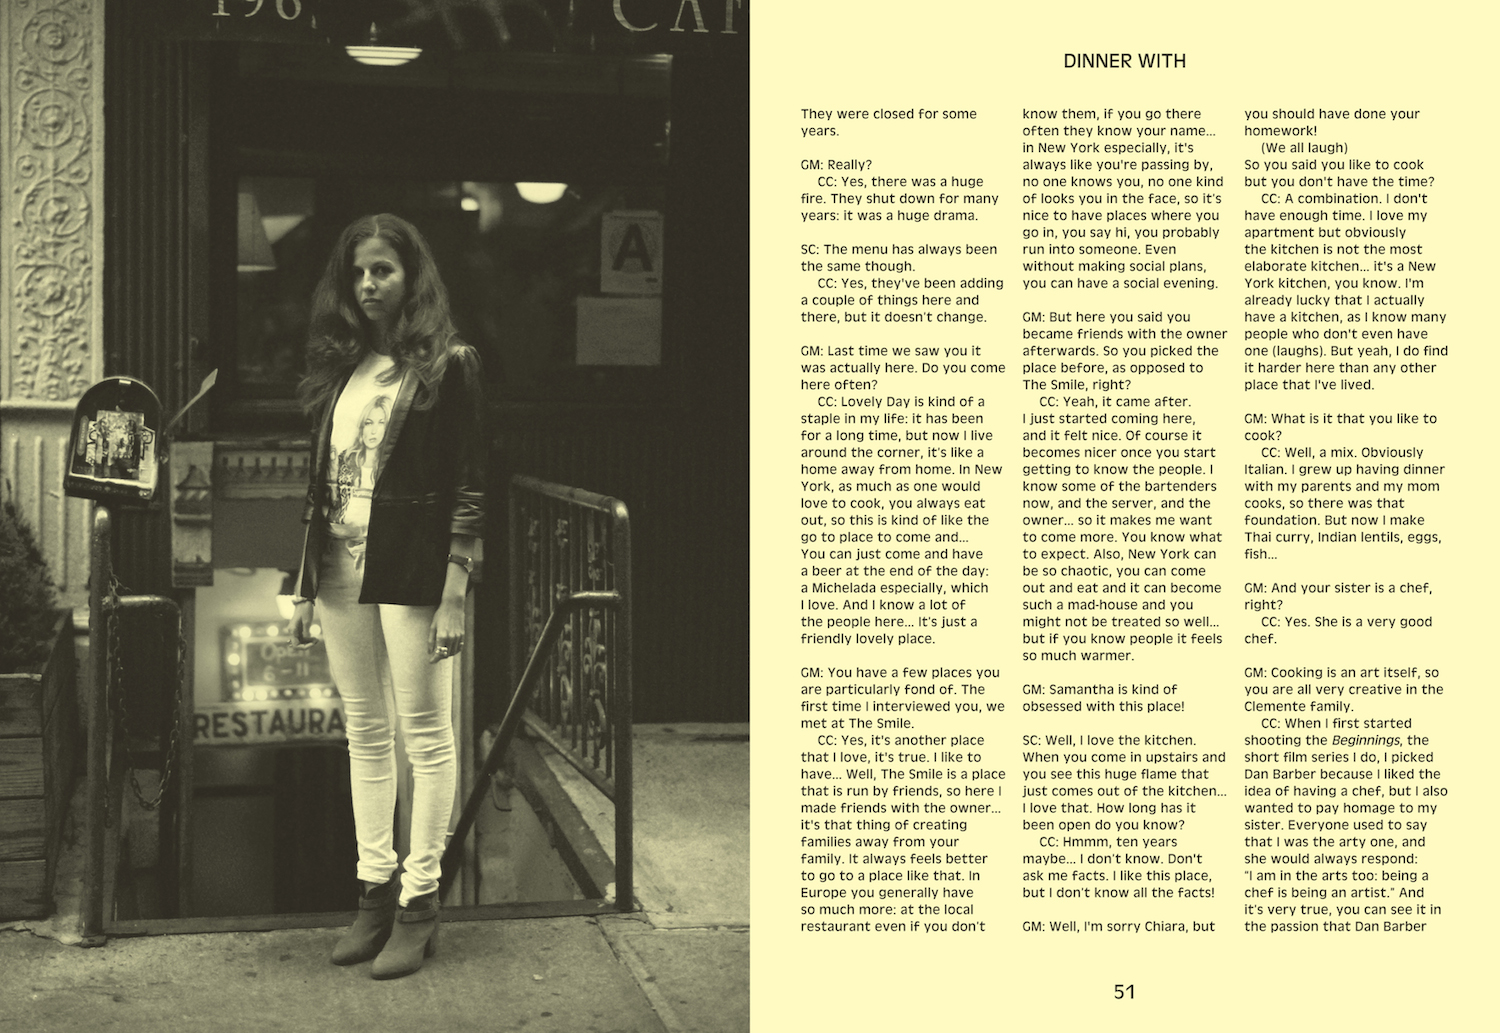 196
CAF
A
Open
6-11
RESTAURA
DINNER WITH
They were closed for some
years.
GM: Really?
CC: Yes, there was a huge
fire. They shut down for many
years: it was a huge drama.
SC: The menu has always been
the same though.
CC: Yes, they've been adding
a couple of things here and
there, but it doesn't change.
GM: Last time we saw you it
was actually here. Do you come
here often?
CC: Lovely Day is kind of a
staple in my life: it has been
for a long time, but now I live
around the corner, it's like a
home away from home. In New
York, as much as one would
love to cook, you always eat
out, so this is kind of like the
go to place to come and...
You can just come and have
a beer at the end of the day:
a Michelada especially, which
I love. And I know a lot of
the people here... It's just a
friendly lovely place.
GM: You have a few places you
are particularly fond of. The
first time I interviewed you, we
met at The Smile.
CC: Yes, it's another place
that I love, it's true. I like to
have... Well, The Smile is a place
that is run by friends, so here I
made friends with the owner...
it's that thing of creating
families away from your
family. It always feels better
to go to a place like that. In
Europe you generally have
so much more: at the local
restaurant even if you don't
know them, if you go there
often they know your name...
in New York especially, it's
always like you're passing by,
no one knows you, no one kind
of looks you in the face, so it's
nice to have places where you
go in, you say hi, you probably
run into someone. Even
without making social plans,
you can have a social evening.
GM: But here you said you
became friends with the owner
afterwards. So you picked the
place before, as opposed to
The Smile, right?
CC: Yeah, it came after.
I just started coming here,
and it felt nice. Of course it
becomes nicer once you start
getting to know the people. I
know some of the bartenders
now, and the server, and the
owner... so it makes me want
to come more. You know what
to expect. Also, New York can
be so chaotic, you can come
out and eat and it can become
such a mad-house and you
might not be treated so well...
but if you know people it feels
so much warmer.
GM: Samantha is kind of
obsessed with this place!
SC: Well, I love the kitchen.
When you come in upstairs and
you see this huge flame that
just comes out of the kitchen...
I love that. How long has it
been open do you know?
CC: Hmmm, ten years
maybe... I don't know. Don't
ask me facts. I like this place,
but I don't know all the facts!
GM: Well, I'm sorry Chiara, but
you should have done your
homework!
(We all laugh)
So you said you like to cook
but you don't have the time?
CC: A combination. I don't
have enough time. I love my
apartment but obviously
the kitchen is not the most
elaborate kitchen... it's a New
York kitchen, you know. I'm
already lucky that I actually
have a kitchen, as I know many
people who don't even have
one (laughs). But yeah, I do find
it harder here than any other
place that I've lived.
GM: What is it that you like to
cook?
CC: Well, a mix. Obviously
Italian. I grew up having dinner
with my parents and my mom
cooks, so there was that
foundation. But now I make
Thai curry, Indian lentils, eggs,
fish...
GM: And your sister is a chef,
right?
CC: Yes. She is a very good
chef.
GM: Cooking is an art itself, so
you are all very creative in the
Clemente family.
CC: When I first started
shooting the Beginnings, the
short film series I do, I picked
Dan Barber because I liked the
idea of having a chef, but I also
wanted to pay homage to my
sister. Everyone used to say
that I was the arty one, and
she would always respond:
"I am in the arts too: being a
chef is being an artist." And
it's very true, you can see it in
the passion that Dan Barber
51